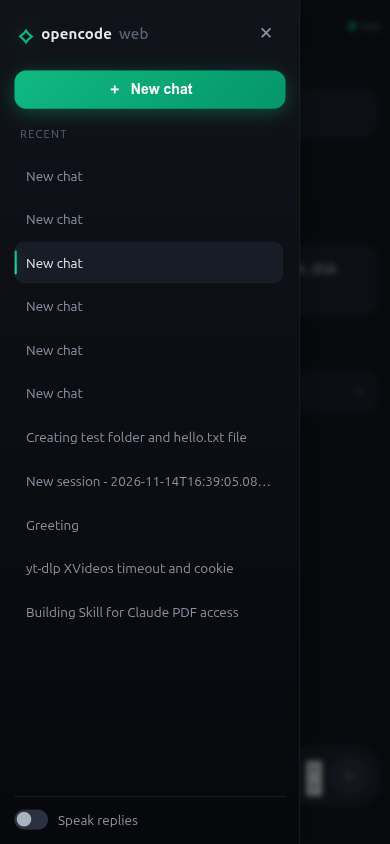 opencode web
✕
+ New chat
RECENT
New chat
New chat
New chat
New chat
New chat
New chat
Creating test folder and hello.txt file
New session - 2026-11-14T16:39:05.08…
Greeting
yt-dlp XVideos timeout and cookie
Building Skill for Claude PDF access
Speak replies